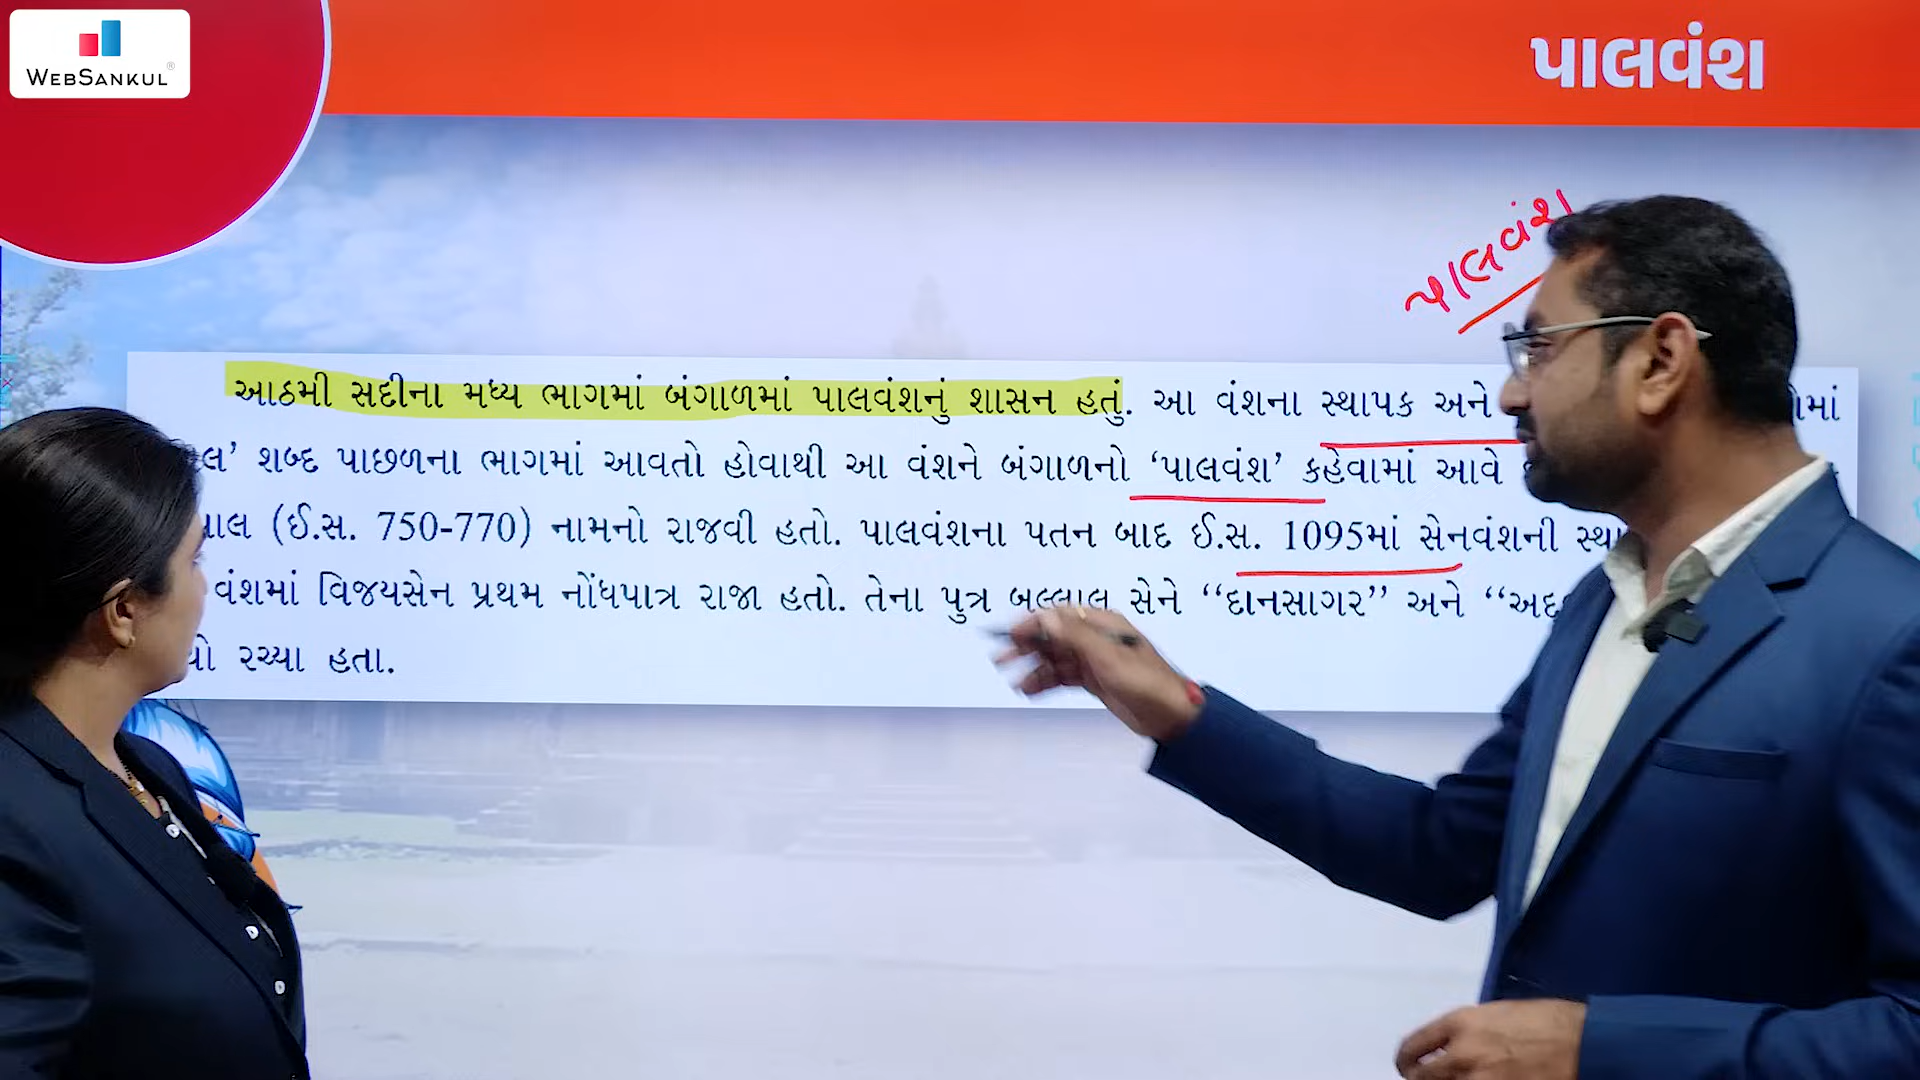 WEBSANKUL
પાલવંશ
પાલવંશ
આઠમી સદીના મધ્ય ભાગમાં બંગાળમાં પાલવંશનું શાસન હતું. આ વંશના સ્થાપક અને
શબ્દ પાછળના ભાગમાં આવતો હોવાથી આ વંશને બંગાળનો ‘પાલવંશ’ કહેવામાં આવે
(ઈ.સ. 750-770) નામનો રાજવી હતો. પાલવંશના પતન બાદ ઈ.સ. 1095માં સેનવંશની
વંશમાં વિજયસેન પ્રથમ નોંધપાત્ર રાજા હતો. તેના પુત્ર બલ્લાલ સેને “દાનસાગર” અને
રચ્યા હતા.